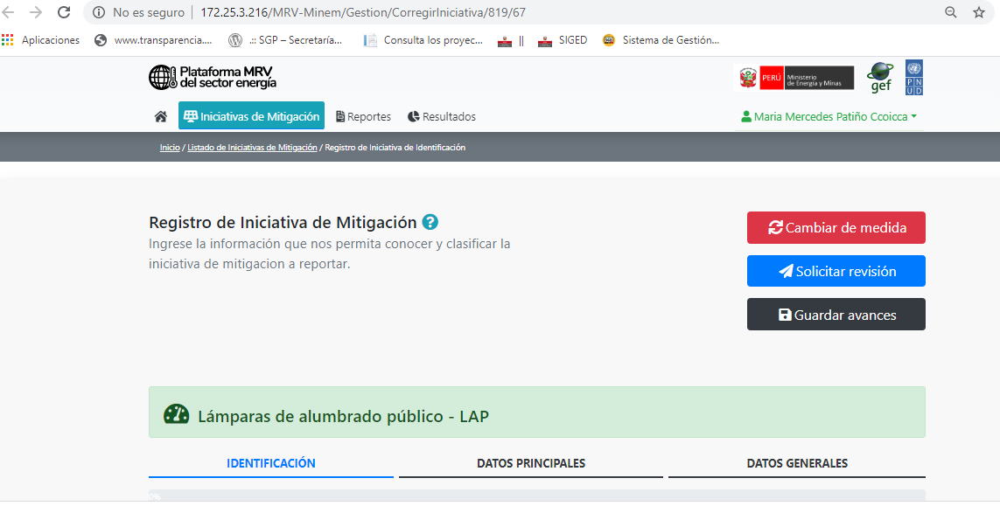 No es seguro | 172.25.3.216/MRV-Minem/Gestion/CorregirIniciativa/819/67
Aplicaciones www.transparencia.... .:: SGP – Secretaría... Consulta los proyec... || SIGED Sistema de Gestión...
Plataforma MRV
del sector energía
PERÚ Ministerio
de Energía y Minas
gef
P N
U D
Iniciativas de Mitigación Reportes Resultados Maria Mercedes Patiño Ccoicca
Inicio / Listado de Iniciativas de Mitigación / Registro de Iniciativa de Identificación
Registro de Iniciativa de Mitigación ?
Ingrese la información que nos permita conocer y clasificar la
iniciativa de mitigacion a reportar.
Cambiar de medida
Solicitar revisión
Guardar avances
Lámparas de alumbrado público - LAP
IDENTIFICACIÓN DATOS PRINCIPALES DATOS GENERALES
0%